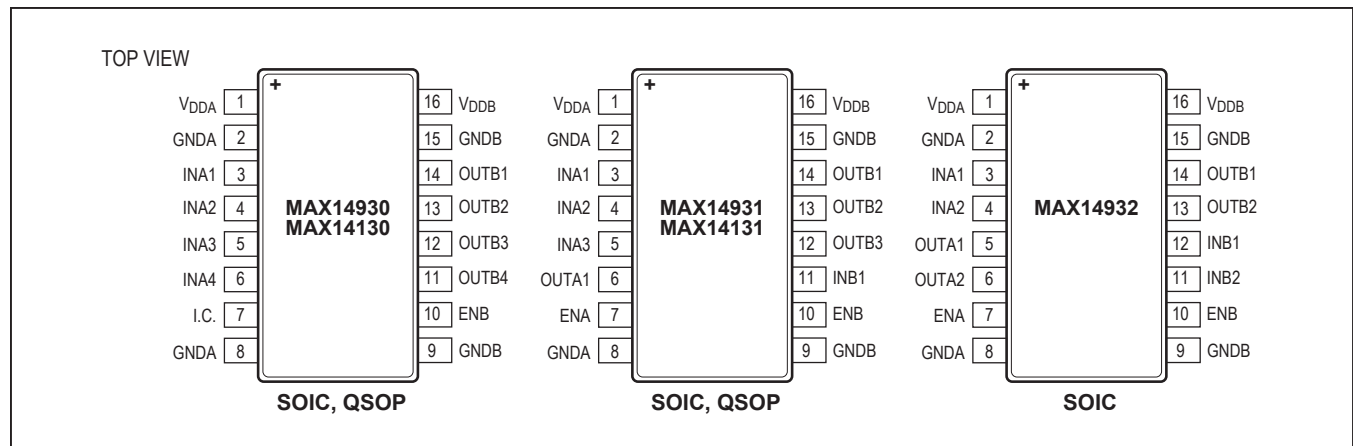 TOP VIEW
+ + +
VDDA 1 16 VDDB VDDA 1 16 VDDB VDDA 1 16 VDDB
GNDA 2 15 GNDB GNDA 2 15 GNDB GNDA 2 15 GNDB
INA1 3 14 OUTB1 INA1 3 14 OUTB1 INA1 3 14 OUTB1
INA2 4 MAX14930 13 OUTB2 INA2 4 MAX14931 13 OUTB2 INA2 4 MAX14932 13 OUTB2
MAX14130 MAX14131
INA3 5 12 OUTB3 INA3 5 12 OUTB3 OUTA1 5 12 INB1
INA4 6 11 OUTB4 OUTA1 6 11 INB1 OUTA2 6 11 INB2
I.C. 7 10 ENB ENA 7 10 ENB ENA 7 10 ENB
GNDA 8 9 GNDB GNDA 8 9 GNDB GNDA 8 9 GNDB
SOIC, QSOP SOIC, QSOP SOIC